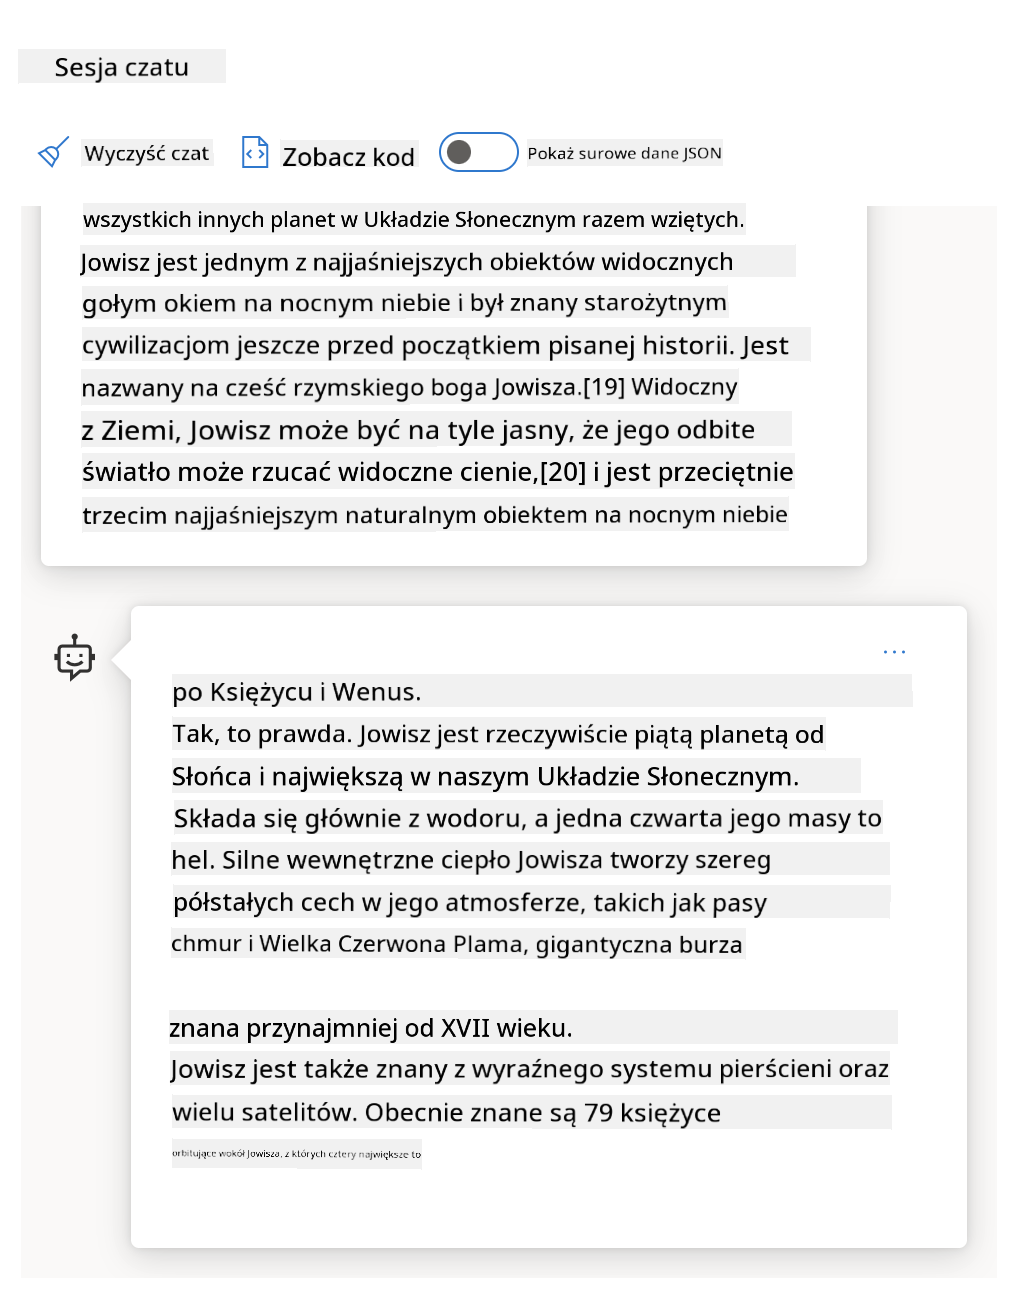 Sesja czatu
Wyczyść czat
Zobacz kod
Pokaż surowe dane JSON
wszystkich innych planet w Układzie Słonecznym razem wziętych.
Jowisz jest jednym z najjaśniejszych obiektów widocznych
gołym okiem na nocnym niebie i był znany starożytnym
cywilizacjom jeszcze przed początkiem pisanej historii. Jest
nazwany na cześć rzymskiego boga Jowisza.[19] Widoczny
z Ziemi, Jowisz może być na tyle jasny, że jego odbite
światło może rzucać widoczne cienie,[20] i jest przeciętnie
trzecim najjaśniejszym naturalnym obiektem na nocnym niebie
po Księżycu i Wenus.
Tak, to prawda. Jowisz jest rzeczywiście piątą planetą od
Słońca i największą w naszym Układzie Słonecznym.
Składa się głównie z wodoru, a jedna czwarta jego masy to
hel. Silne wewnętrzne ciepło Jowisza tworzy szereg
półstałych cech w jego atmosferze, takich jak pasy
chmur i Wielka Czerwona Plama, gigantyczna burza
znana przynajmniej od XVII wieku.
Jowisz jest także znany z wyraźnego systemu pierścieni oraz
wielu satelitów. Obecnie znane są 79 księżyce
orbitujące wokół Jowisza, z których cztery największe to